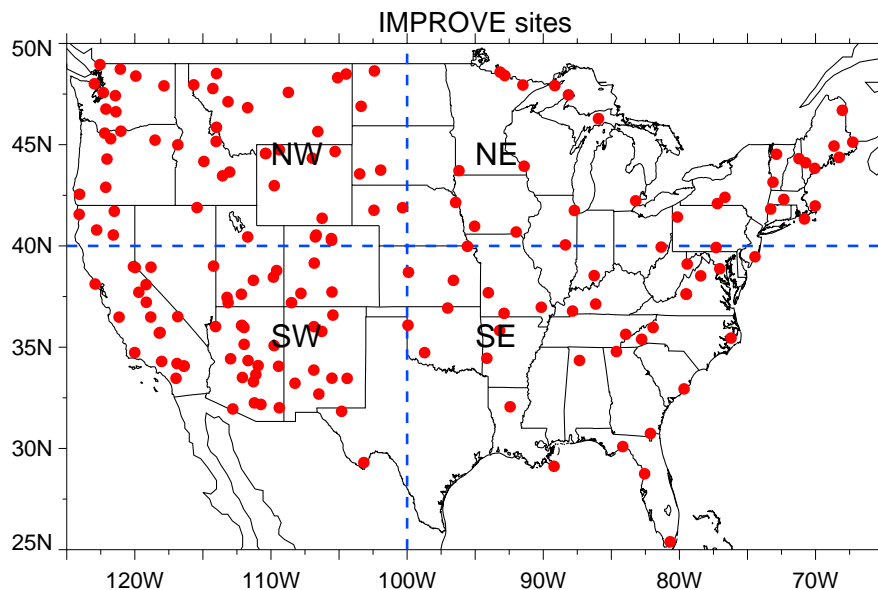 IMPROVE sites
50N
45N
NW
NE
40N
35N
SW
SE
30N
25N
120W 110W 100W 90W 80W 70W